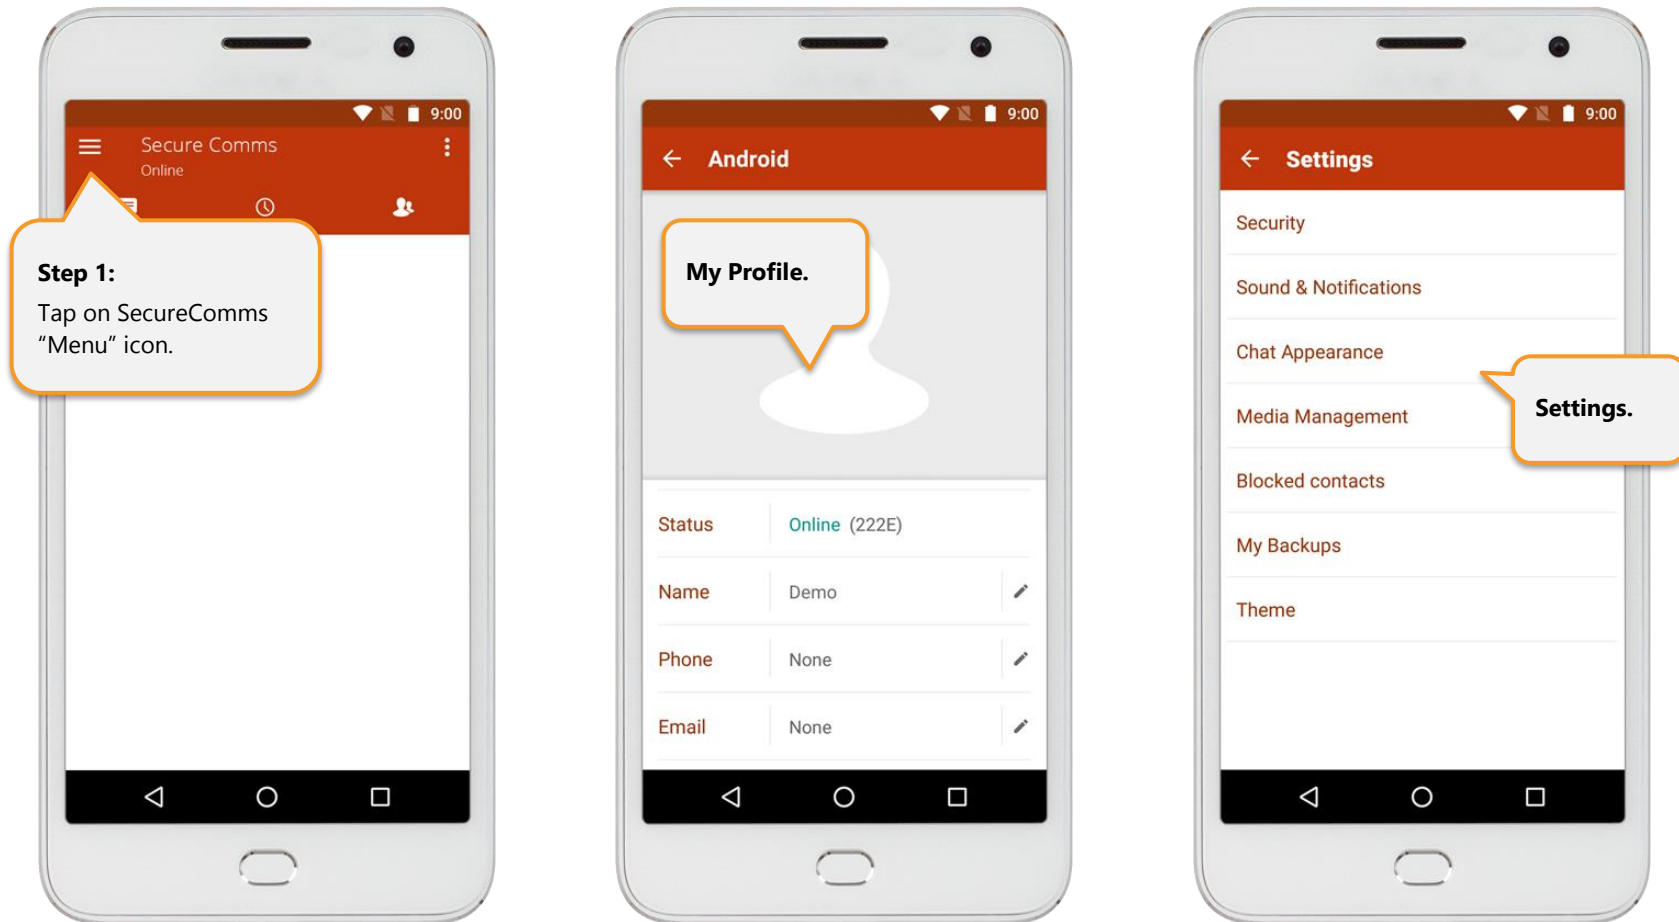 9:00
Secure Comms
Online
Step 1:
Tap on SecureComms
“Menu” icon.
9:00
Android
My Profile.
Status
Online (222E)
Name
Demo
Phone
None
Email
None
9:00
Settings
Security
Sound & Notifications
Chat Appearance
Media Management
Settings.
Blocked contacts
My Backups
Theme